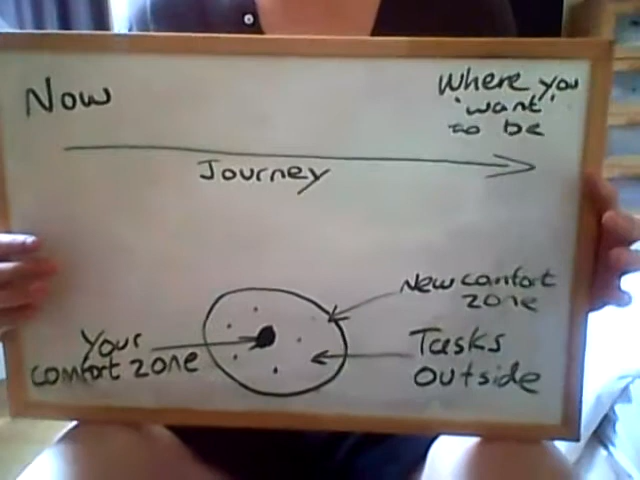 Now
Where you
'want'
to be
Journey
New comfort
zone
Your
comfort zone
Tasks
outside